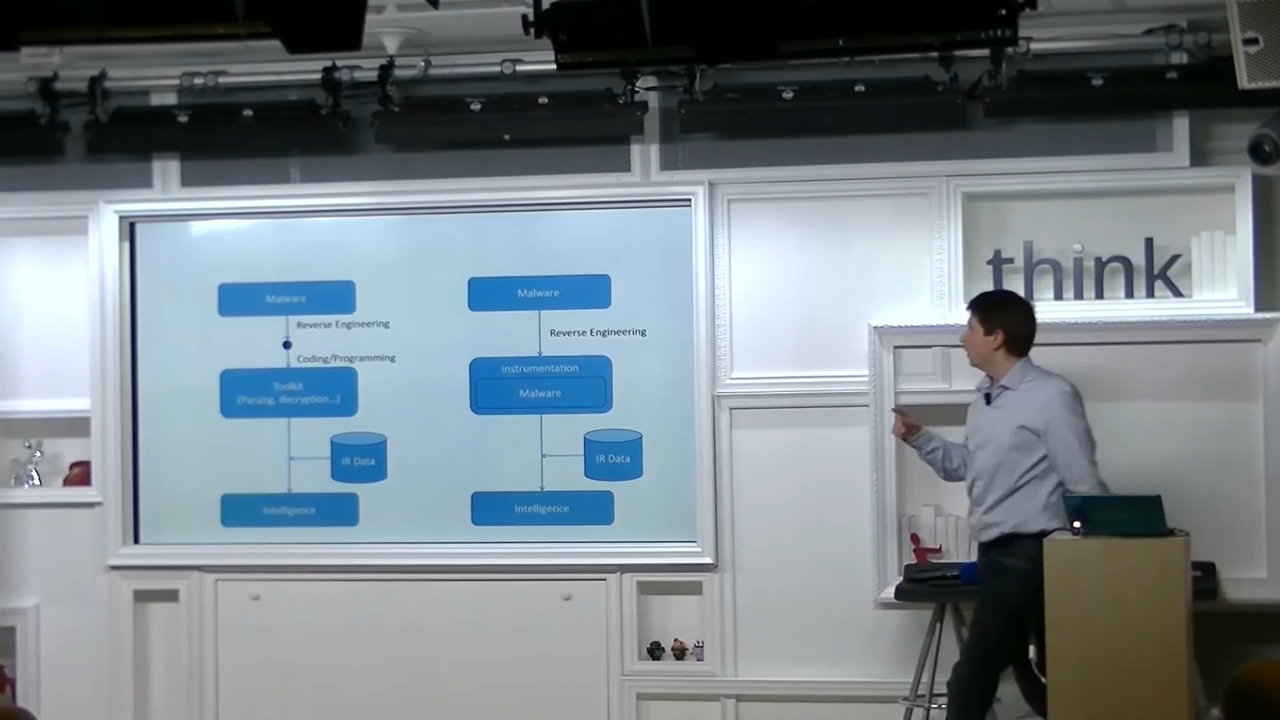 Malware
Reverse Engineering
Coding/Programming
Toolkit
(Parsing, decryption...)
IR Data
Intelligence
Malware
Reverse Engineering
Instrumentation
Malware
IR Data
Intelligence
think